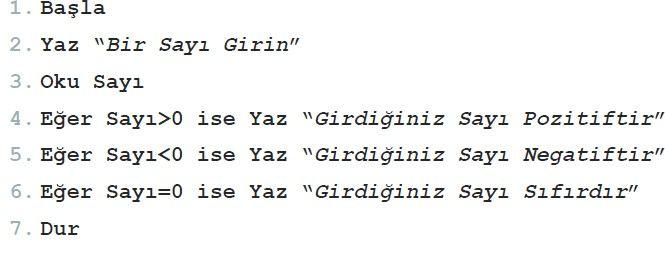 1. Başla
2. Yaz “Bir Sayı Girin”
3. Oku Sayı
4. Eğer Sayı>0 ise Yaz “Girdiğiniz Sayı Pozitiftir”
5. Eğer Sayı<0 ise Yaz “Girdiğiniz Sayı Negatiftir”
6. Eğer Sayı=0 ise Yaz “Girdiğiniz Sayı Sıfırdır”
7. Dur